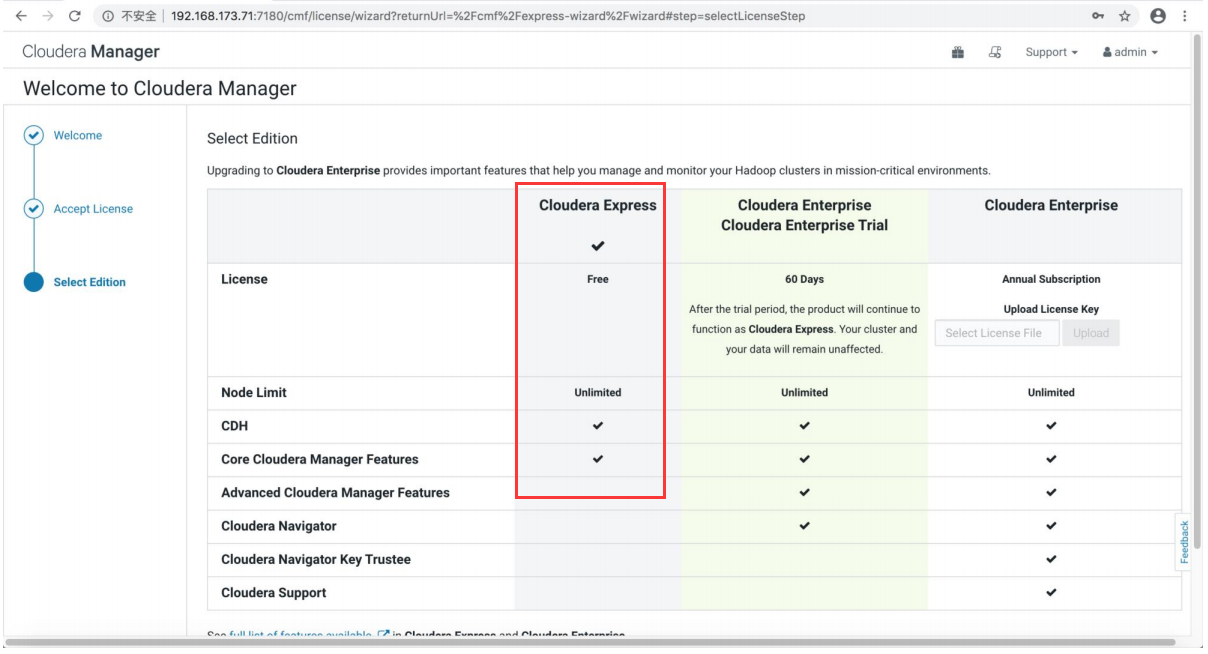 不安全 | 192.168.173.71:7180/cmf/license/wizard?returnUrl=%2Fcmf%2Fexpress-wizard%2Fwizard#step=selectLicenseStep
Cloudera Manager
Support
admin
Welcome to Cloudera Manager
Welcome
Accept License
Select Edition
Select Edition
Upgrading to Cloudera Enterprise provides important features that help you manage and monitor your Hadoop clusters in mission-critical environments.
Cloudera Express
Cloudera Enterprise
Cloudera Enterprise Trial
Cloudera Enterprise
License
Free
60 Days
After the trial period, the product will continue to
function as Cloudera Express. Your cluster and
your data will remain unaffected.
Annual Subscription
Upload License Key
Select License File
Upload
Node Limit
Unlimited
Unlimited
Unlimited
CDH
Core Cloudera Manager Features
Advanced Cloudera Manager Features
Cloudera Navigator
Cloudera Navigator Key Trustee
Cloudera Support
Feedback
See full list of features available in Cloudera Express and Cloudera Enterprise